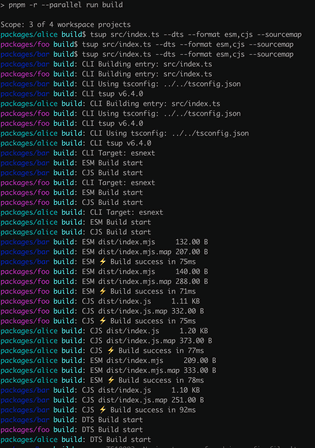 > pnpm -r --parallel run build
Scope: 3 of 4 workspace projects
packages/alice build$ tsup src/index.ts --dts --format esm,cjs --sourcemap
packages/foo build$ tsup src/index.ts --dts --format esm,cjs --sourcemap
packages/bar build$ tsup src/index.ts --dts --format esm,cjs --sourcemap
packages/bar build: CLI Building entry: src/index.ts
packages/foo build: CLI Building entry: src/index.ts
packages/bar build: CLI Using tsconfig: ../../tsconfig.json
packages/bar build: CLI tsup v6.4.0
packages/alice build: CLI Building entry: src/index.ts
packages/foo build: CLI Using tsconfig: ../../tsconfig.json
packages/foo build: CLI tsup v6.4.0
packages/alice build: CLI Using tsconfig: ../../tsconfig.json
packages/alice build: CLI tsup v6.4.0
packages/bar build: CLI Target: esnext
packages/bar build: ESM Build start
packages/bar build: CJS Build start
packages/foo build: CLI Target: esnext
packages/foo build: ESM Build start
packages/foo build: CJS Build start
packages/alice build: CLI Target: esnext
packages/alice build: ESM Build start
packages/alice build: CJS Build start
packages/bar build: ESM dist/index.mjs 132.00 B
packages/bar build: ESM dist/index.mjs.map 207.00 B
packages/bar build: ESM ⚡ Build success in 75ms
packages/foo build: ESM dist/index.mjs 140.00 B
packages/foo build: ESM dist/index.mjs.map 288.00 B
packages/foo build: ESM ⚡ Build success in 71ms
packages/foo build: CJS dist/index.js 1.11 KB
packages/foo build: CJS dist/index.js.map 332.00 B
packages/foo build: CJS ⚡ Build success in 75ms
packages/alice build: CJS dist/index.js 1.20 KB
packages/alice build: CJS dist/index.js.map 373.00 B
packages/alice build: CJS ⚡ Build success in 77ms
packages/alice build: ESM dist/index.mjs 209.00 B
packages/alice build: ESM dist/index.mjs.map 333.00 B
packages/alice build: ESM ⚡ Build success in 78ms
packages/bar build: CJS dist/index.js 1.10 KB
packages/bar build: CJS dist/index.js.map 251.00 B
packages/bar build: CJS ⚡ Build success in 92ms
packages/bar build: DTS Build start
packages/foo build: DTS Build start
packages/alice build: DTS Build start